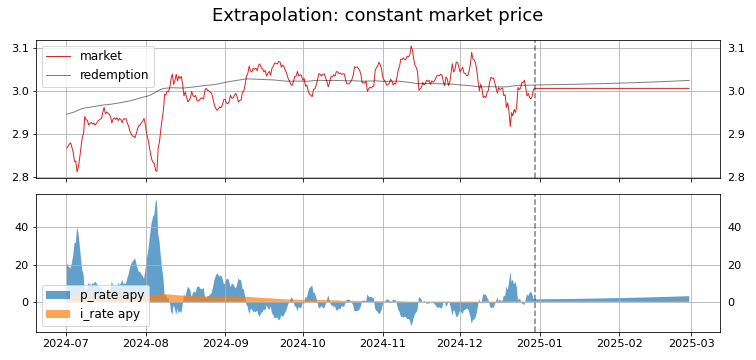 Extrapolation: constant market price
3.1 3.1
market
redemption
3.0 3.0
2.9 2.9
2.8 2.8
40 40
20 20
p_rate apy
0 0
i_rate apy
2024-07 2024-08 2024-09 2024-10 2024-11 2024-12 2025-01 2025-02 2025-03